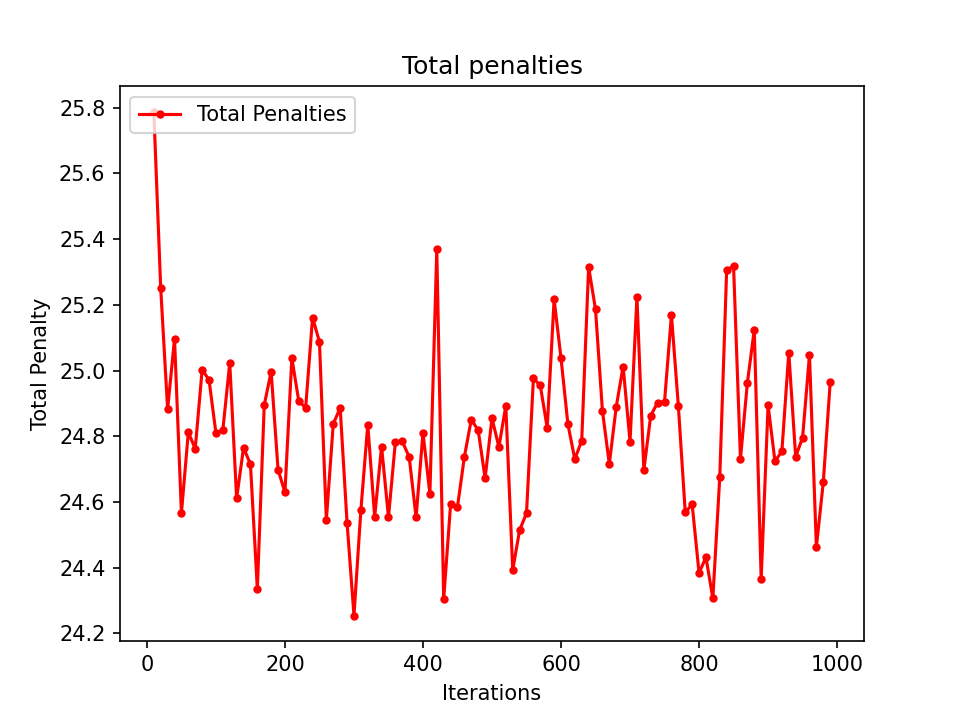 Total penalties
Total Penalties
25.8
25.6
25.4
25.2
25.0
24.8
24.6
24.4
24.2
Total Penalty
0 200 400 600 800 1000
Iterations